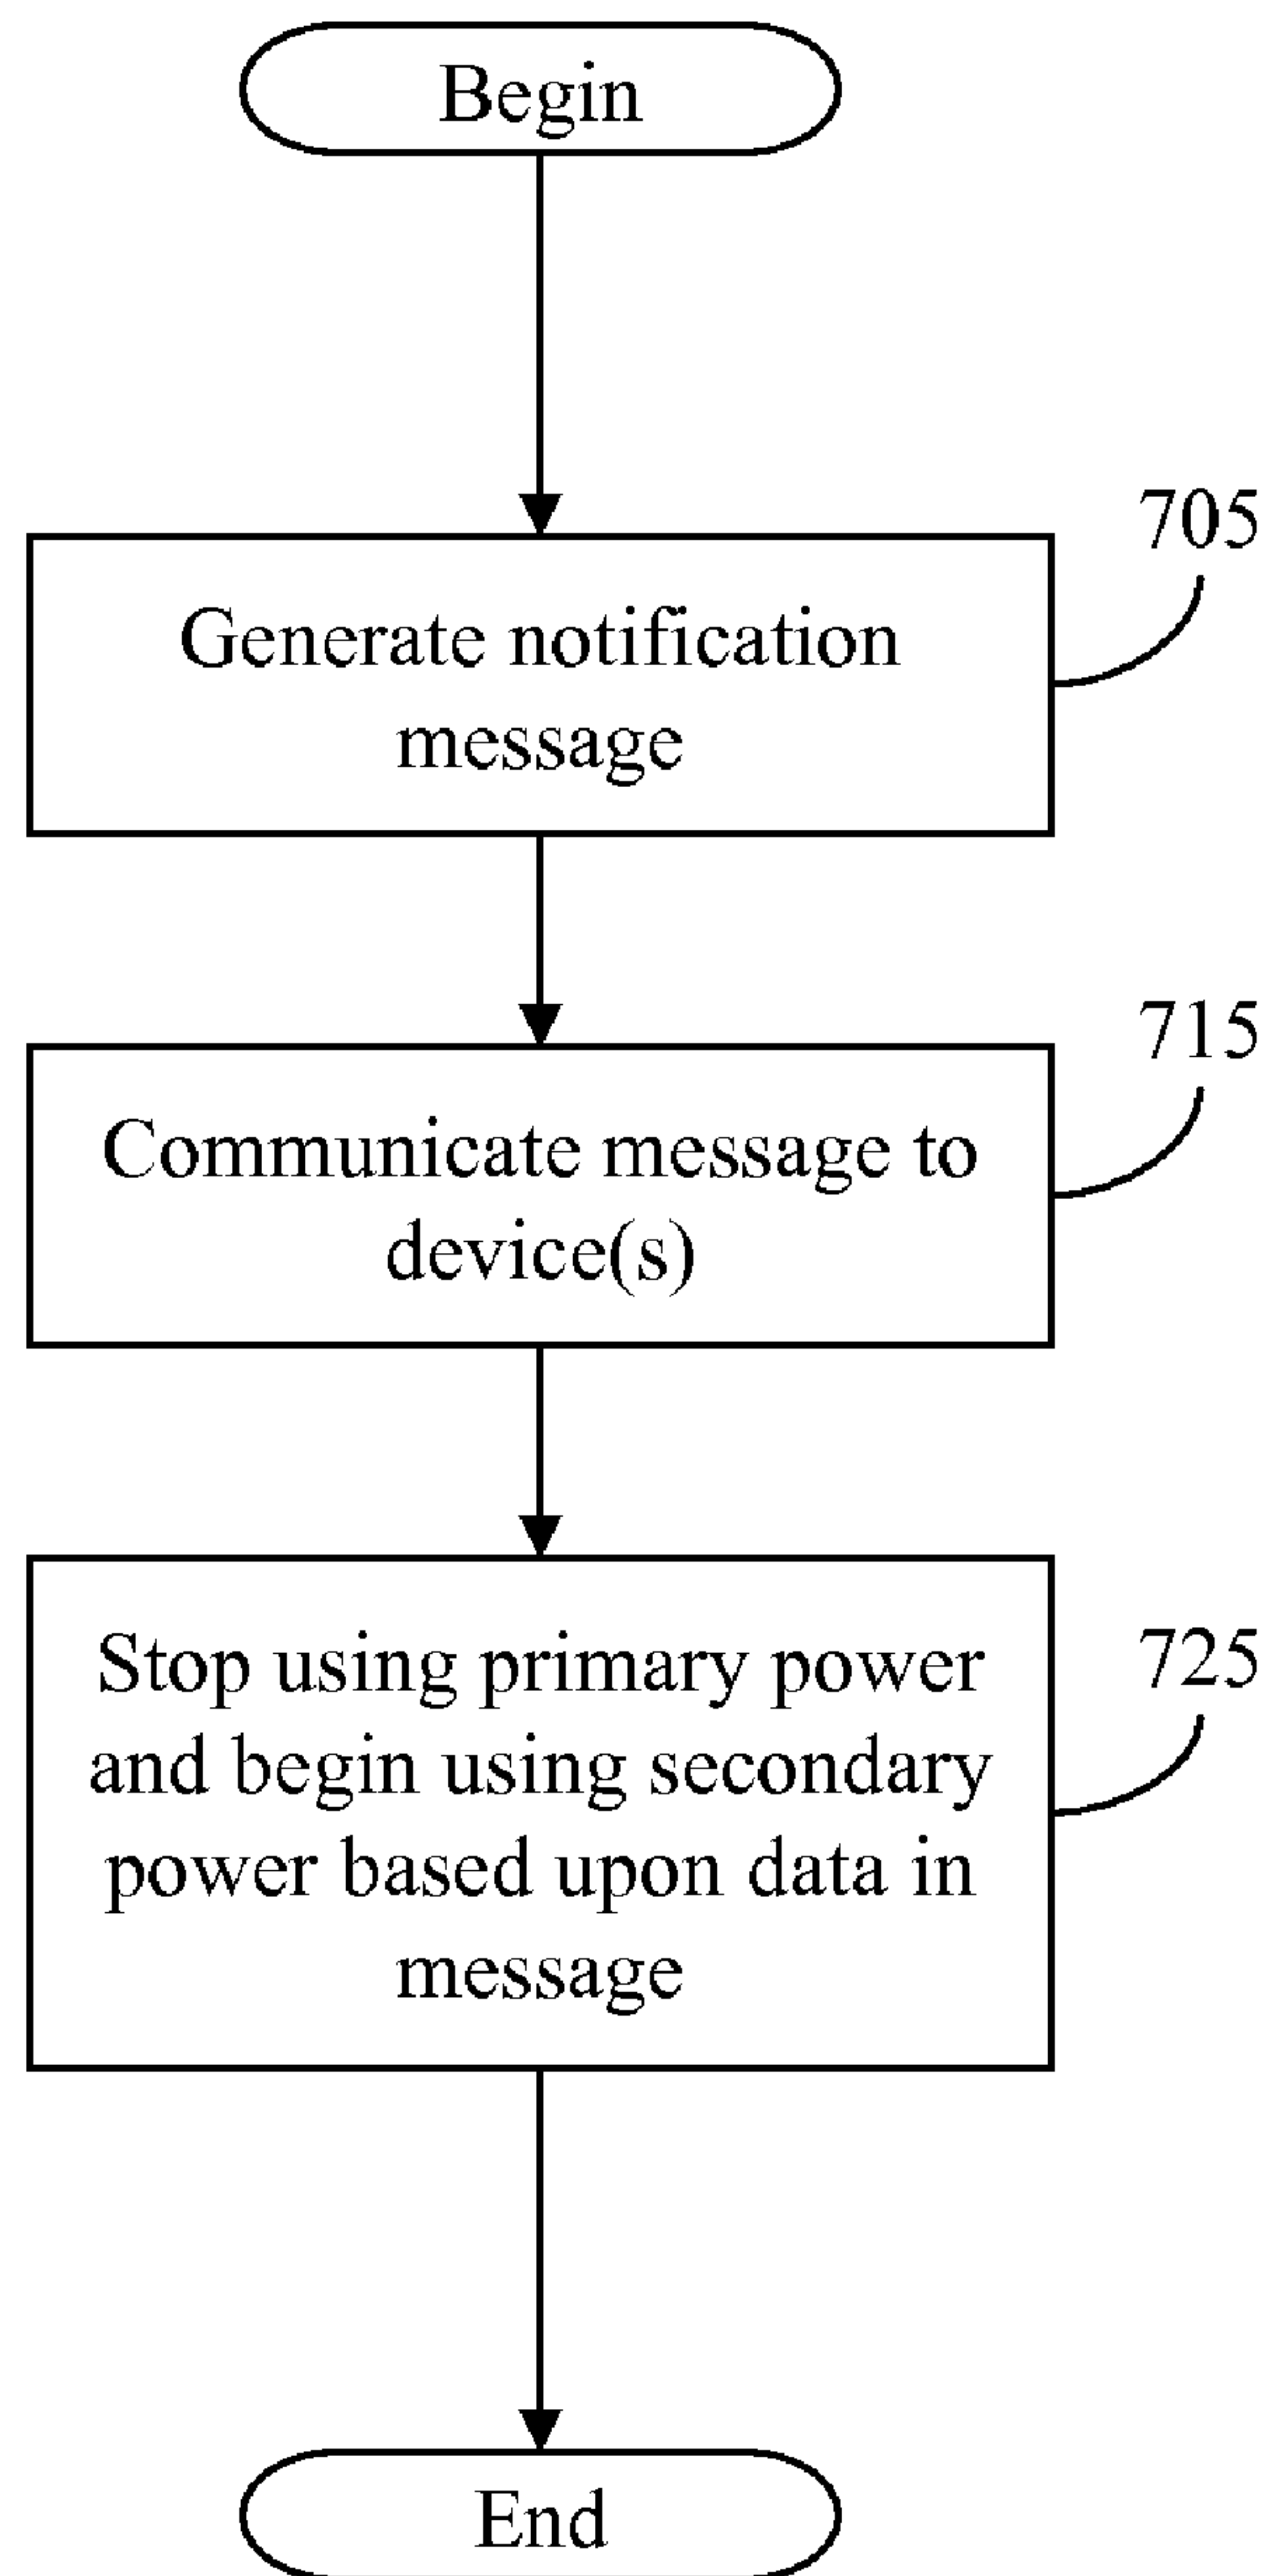 Begin
705
Generate notification
message
715
Communicate message to
device(s)
725
Stop using primary power
and begin using secondary
power based upon data in
message
End